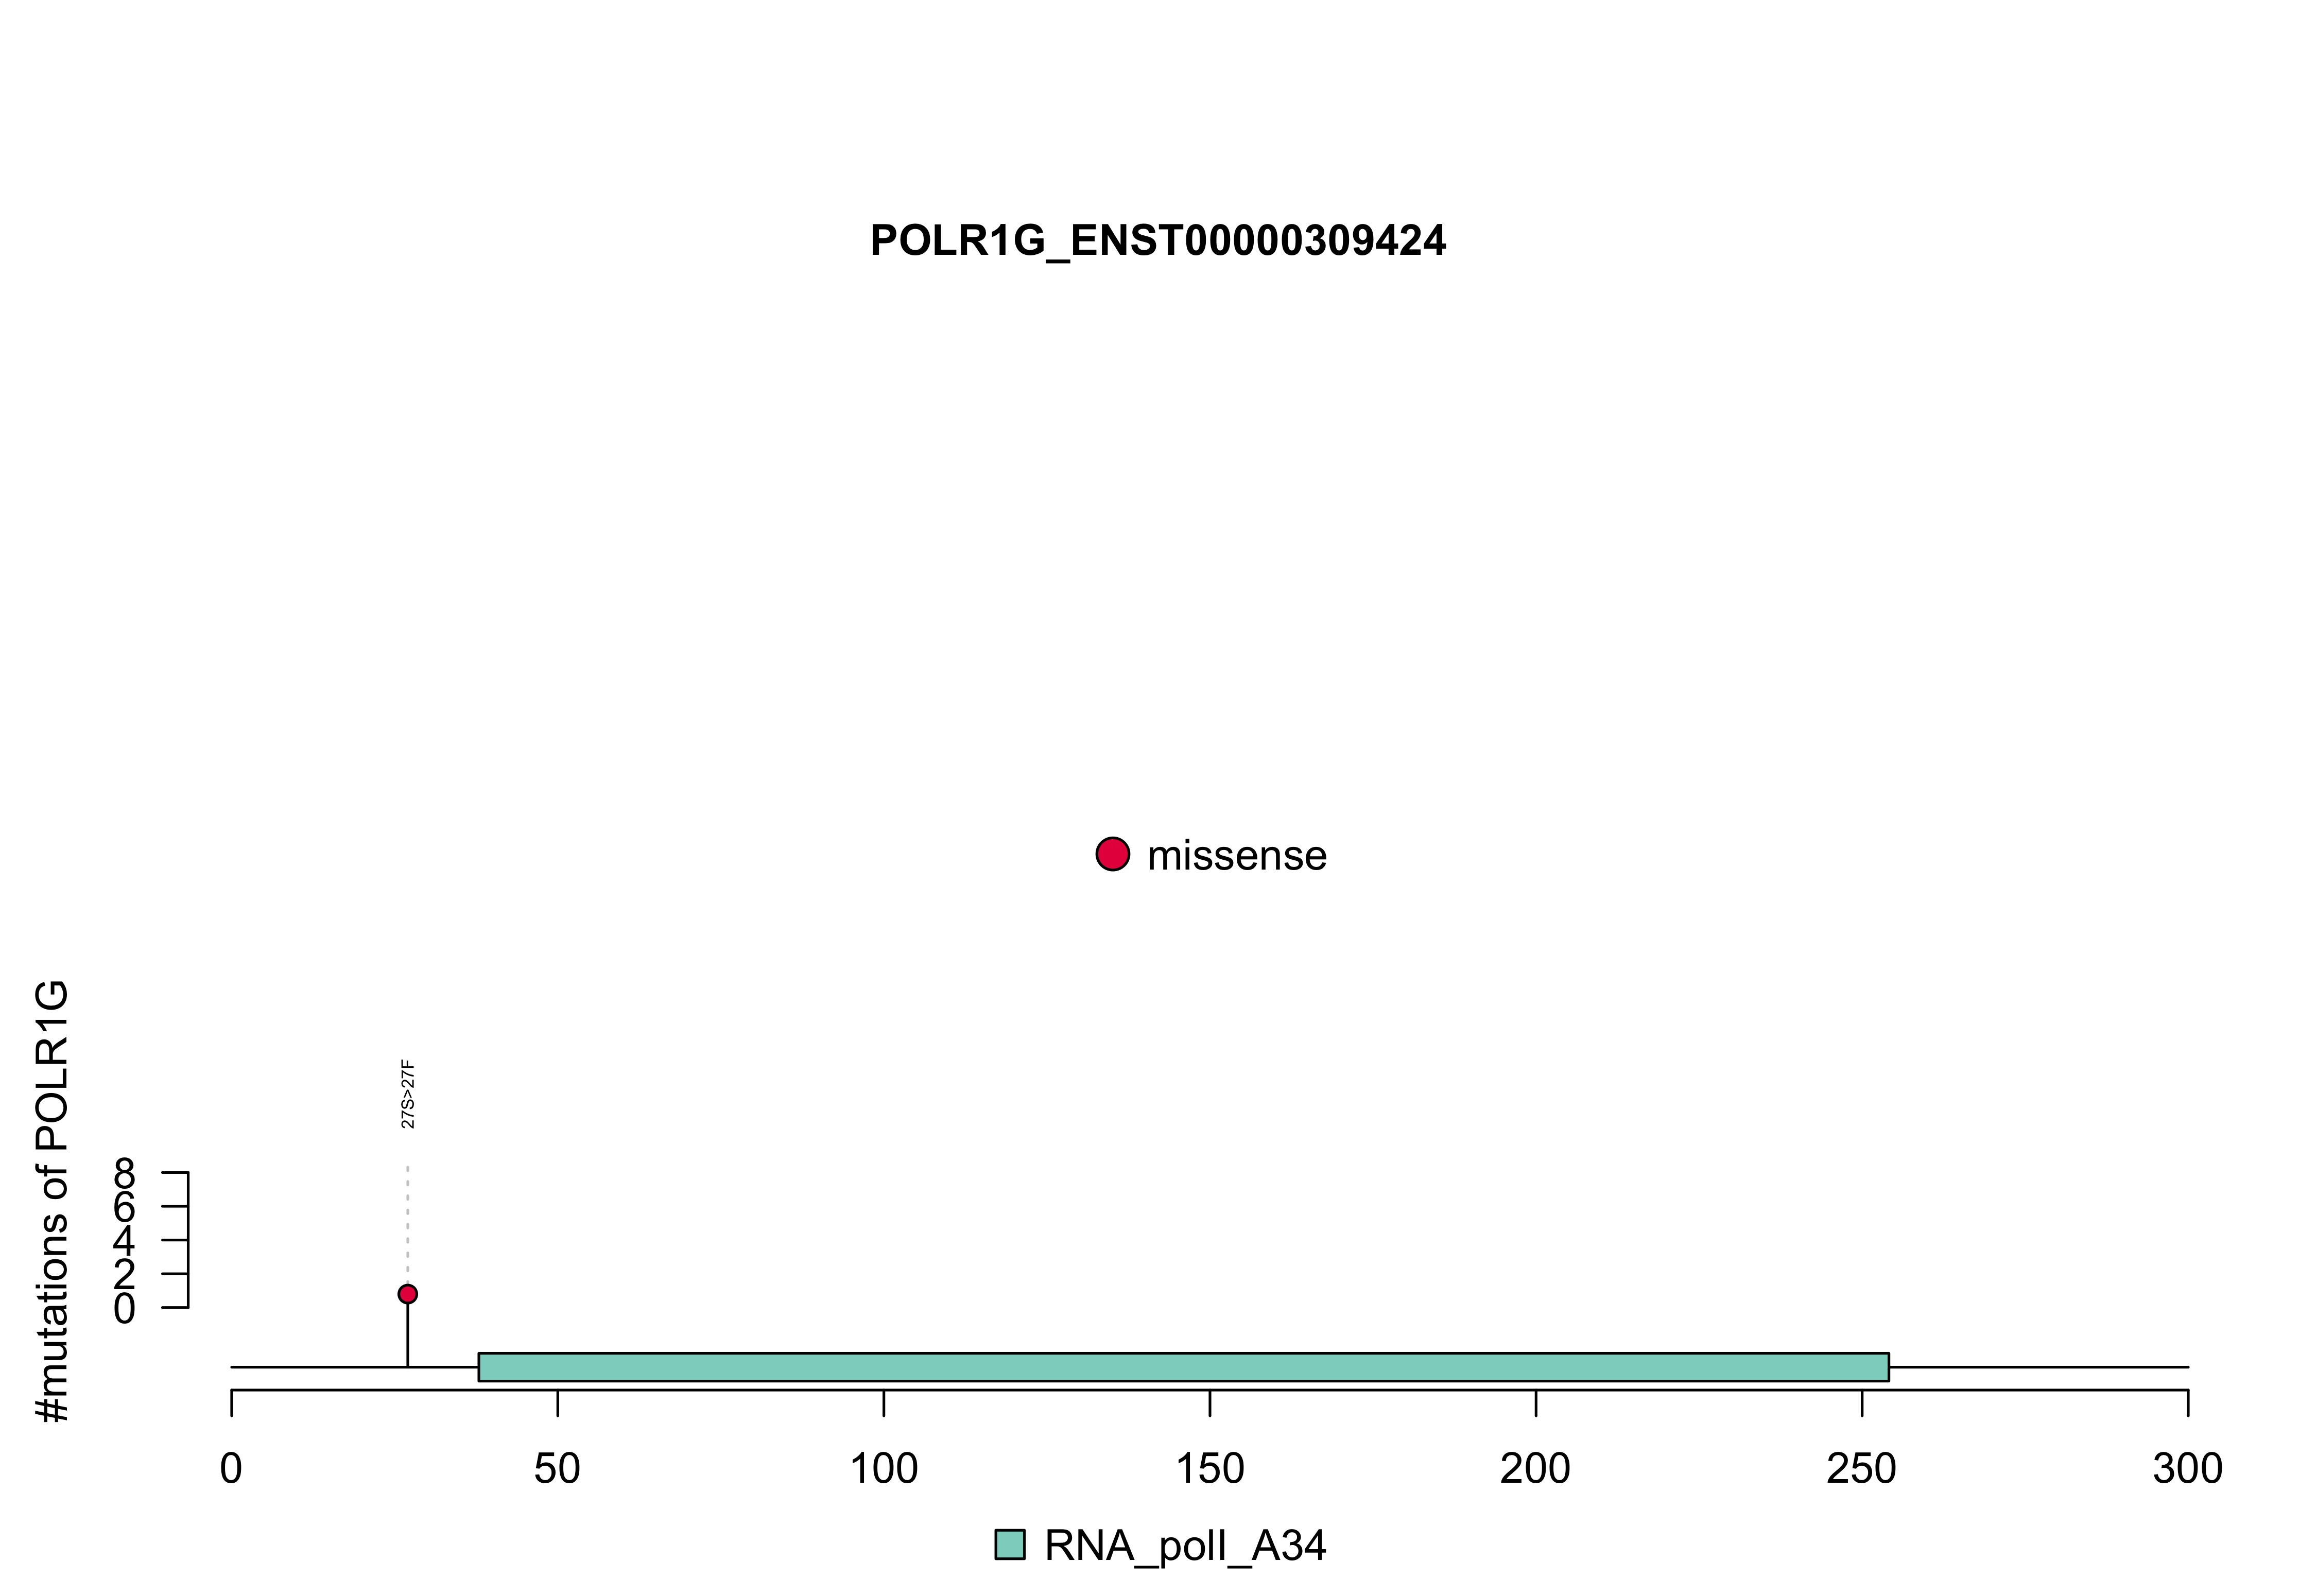 POLR1G_ENST00000309424
missense
#mutations of POLR1G
27S>27F
8
6
4
2
0
0 50 100 150 200 250 300
RNA_polI_A34